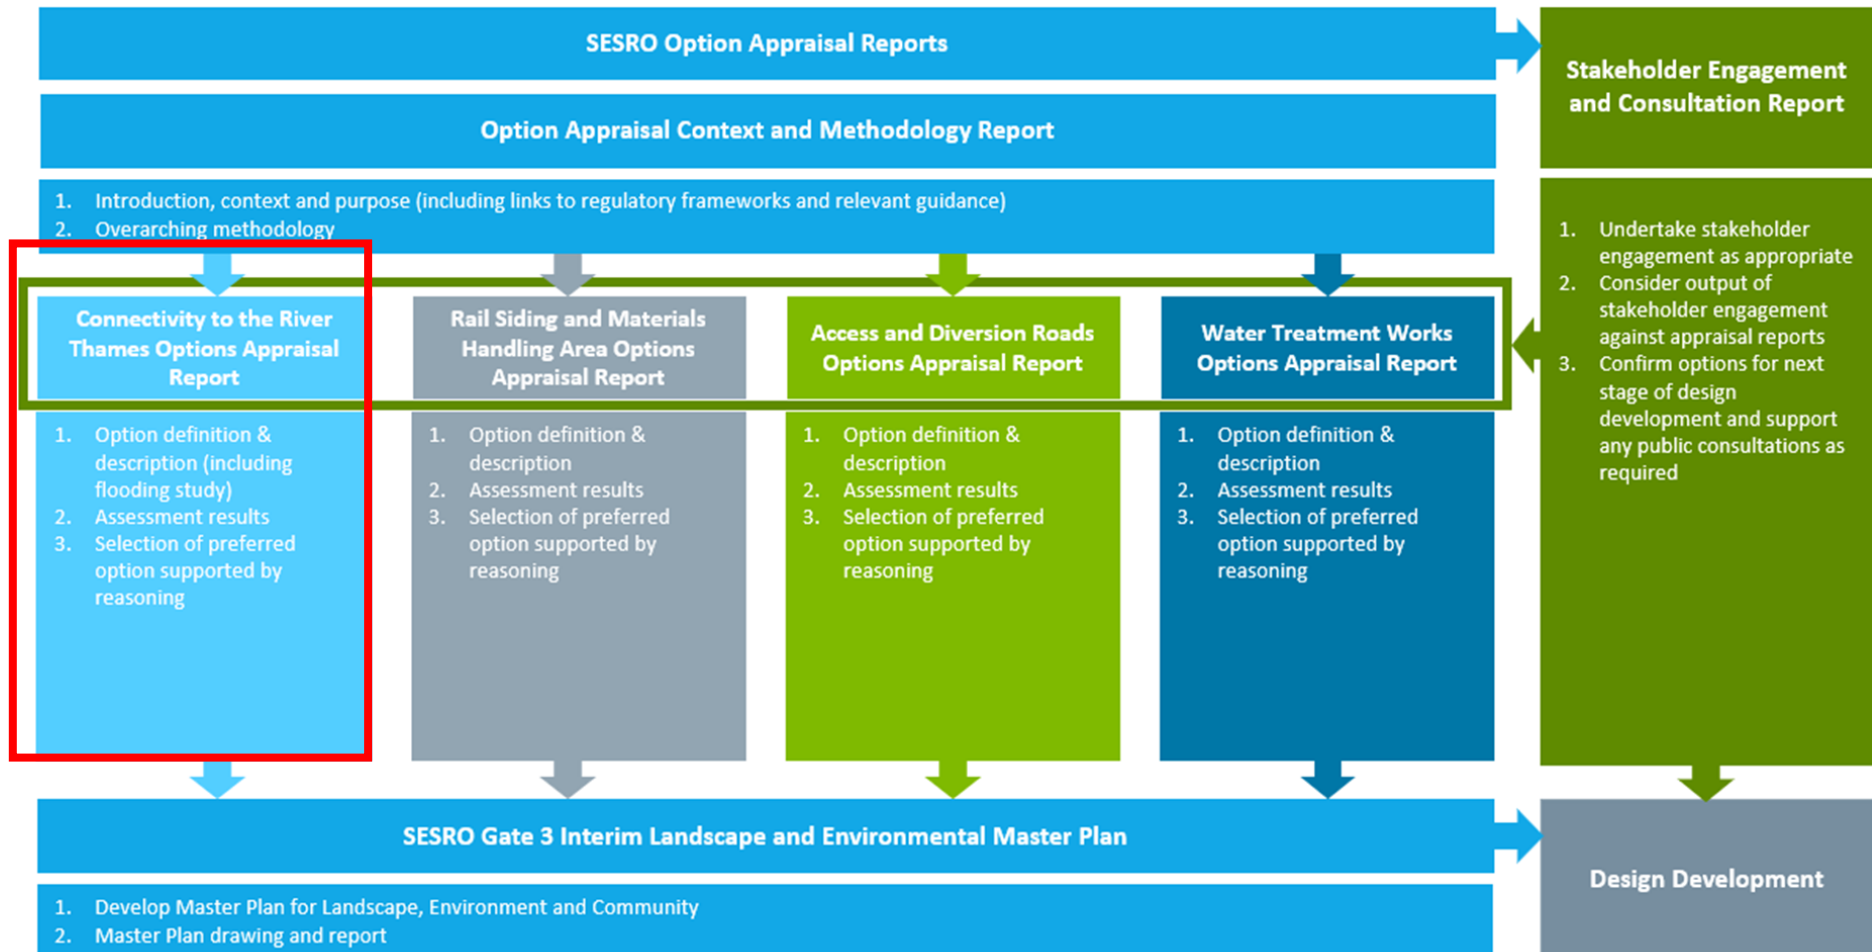 SESRO Option Appraisal Reports
Option Appraisal Context and Methodology Report
1. Introduction, context and purpose (including links to regulatory frameworks and relevant guidance)
2. Overarching methodology
Connectivity to the River
Thames Options Appraisal
Report
1. Option definition &
description (including
flooding study)
2. Assessment results
3. Selection of preferred
option supported by
reasoning
Rail Siding and Materials
Handling Area Options
Appraisal Report
1. Option definition &
description
2. Assessment results
3. Selection of preferred
option supported by
reasoning
Access and Diversion Roads
Options Appraisal Report
1. Option definition &
description
2. Assessment results
3. Selection of preferred
option supported by
reasoning
Water Treatment Works
Options Appraisal Report
1. Option definition &
description
2. Assessment results
3. Selection of preferred
option supported by
reasoning
SESRO Gate 3 Interim Landscape and Environmental Master Plan
1. Develop Master Plan for Landscape, Environment and Community
2. Master Plan drawing and report
Stakeholder Engagement
and Consultation Report
1. Undertake stakeholder
engagement as appropriate
2. Consider output of
stakeholder engagement
against appraisal reports
3. Confirm options for next
stage of design
development and support
any public consultations as
required
Design Development